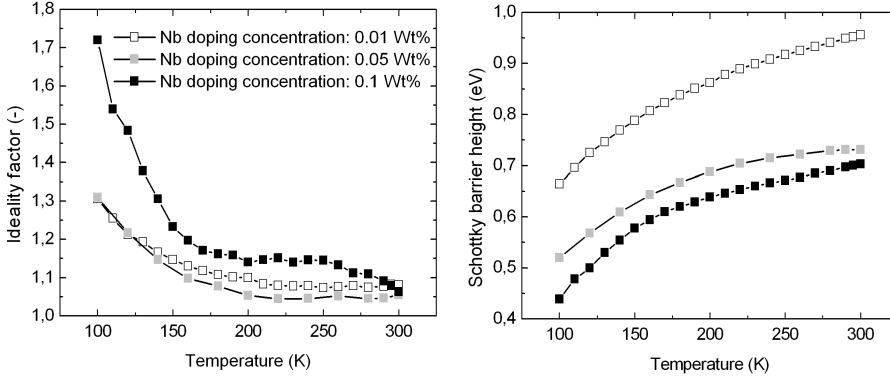 1,8
1,7
1,6
1,5
1,4
1,3
1,2
1,1
1,0
Ideality factor (-)
Nb doping concentration: 0.01 Wt%
Nb doping concentration: 0.05 Wt%
Nb doping concentration: 0.1 Wt%
100 150 200 250 300
Temperature (K)
1,0
0,9
0,8
0,7
0,6
0,5
0,4
Schottky barrier height (eV)
100 150 200 250 300
Temperature (K)